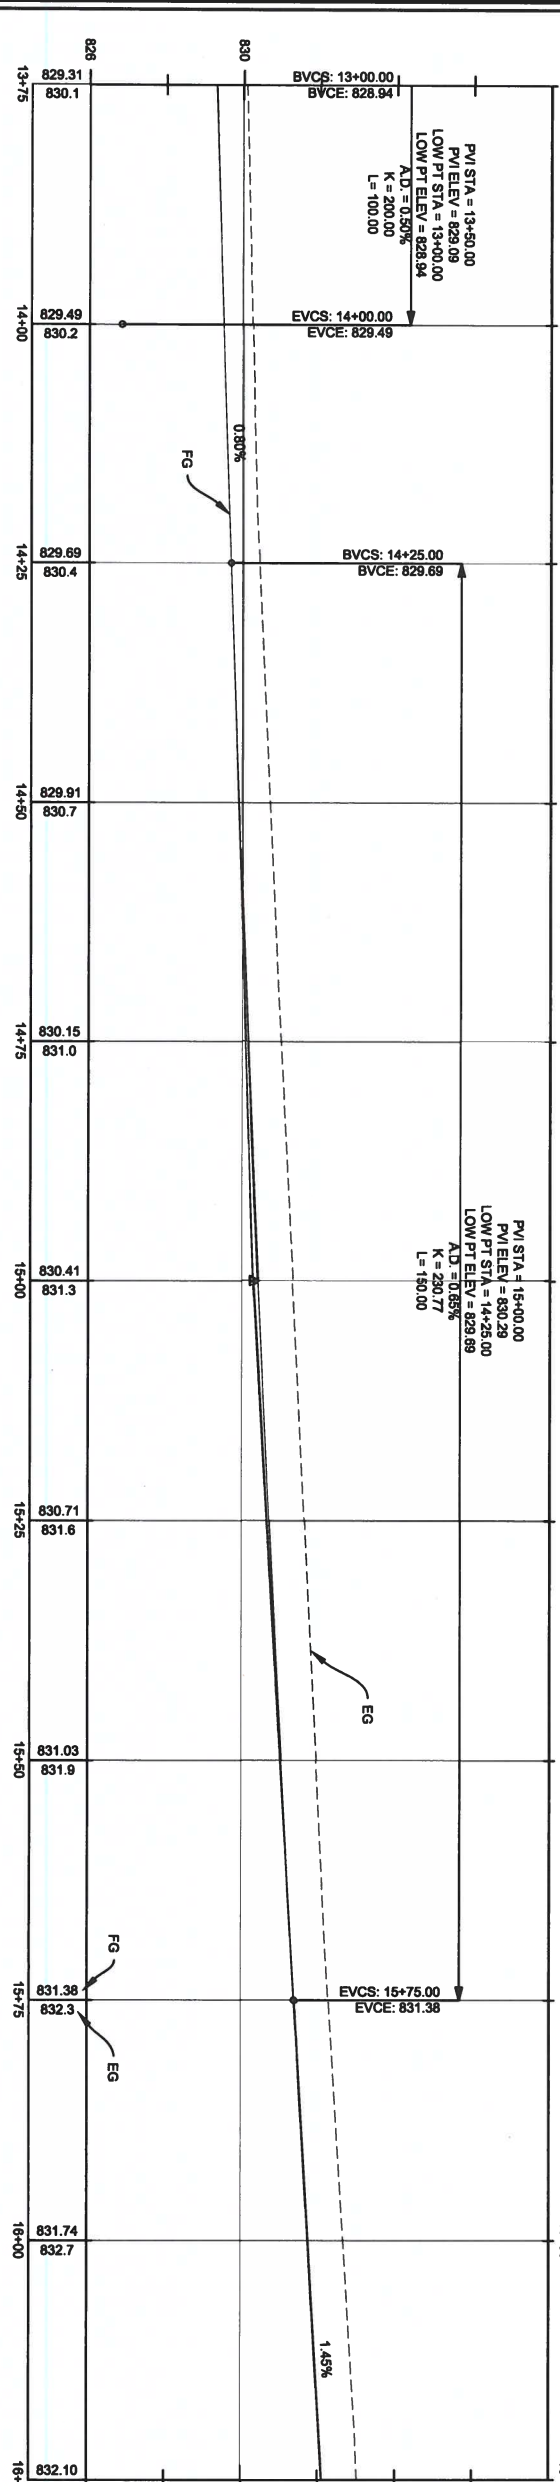 PVI STA = 13+50.00
PVI ELEV = 829.09
LOW PT STA = 13+00.00
LOW PT ELEV = 828.94
A.D. = 0.50%
K = 200.00
L= 100.00
BVCS: 13+00.00
BVCE: 828.94
EVCS: 14+00.00
EVCE: 829.49
BVCS: 14+25.00
BVCE: 829.69
PVI STA = 15+00.00
PVI ELEV = 830.29
LOW PT STA = 14+25.00
LOW PT ELEV = 829.69
A.D. = 0.65%
K = 230.77
L= 150.00
EVCS: 15+75.00
EVCE: 831.38
830
826
0.80%
FG
EG
1.45%
FG
EG
829.31
830.1
13+75
829.49
830.2
14+00
829.69
830.4
14+25
829.91
830.7
14+50
830.15
831.0
14+75
830.41
831.3
15+00
830.71
831.6
15+25
831.03
831.9
15+50
831.38
832.3
15+75
831.74
832.7
16+00
832.10
16+